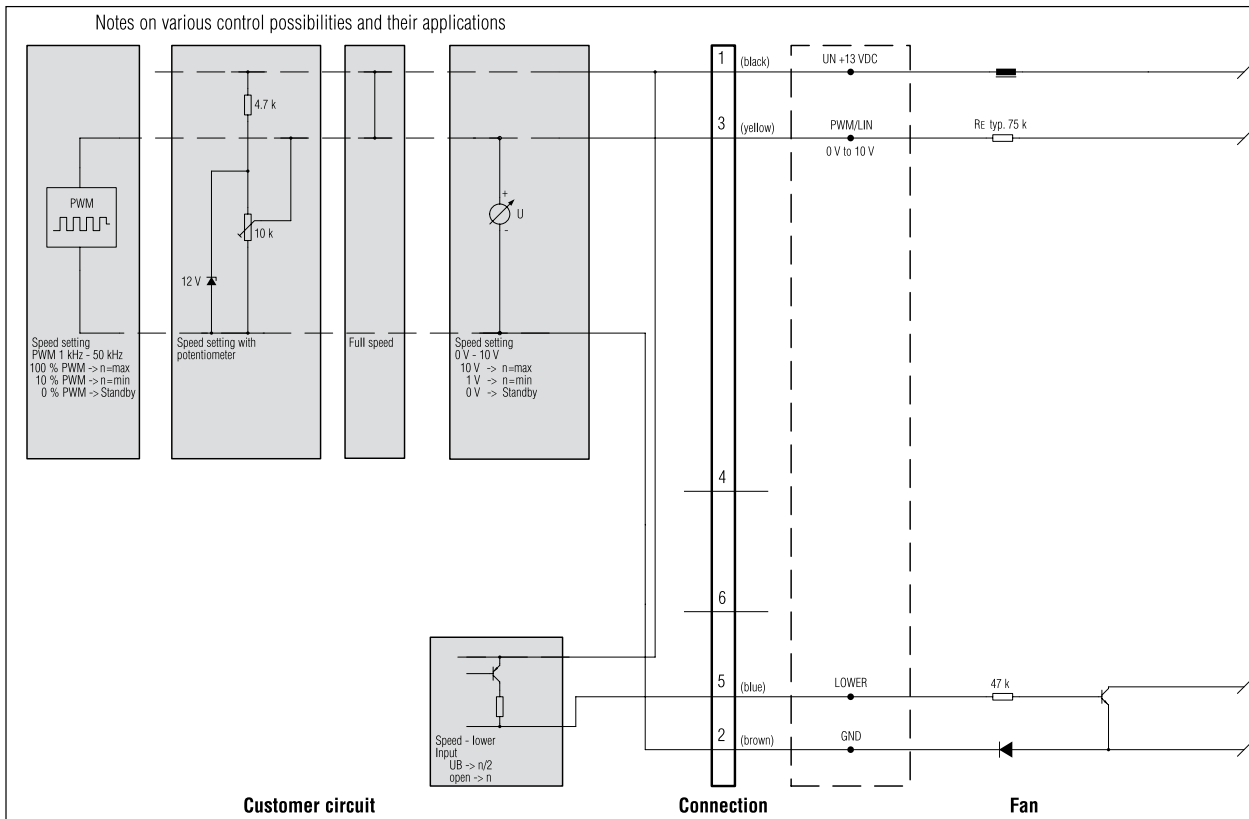 Notes on various control possibilities and their applications
PWM
Speed setting
PWM 1 kHz - 50 kHz
100 % PWM -> n=max
10 % PWM -> n=min
0 % PWM -> Standby
4.7 k
10 k
12 V
Speed setting with
potentiometer
Full speed
+
U
-
Speed setting
0 V - 10 V
10 V -> n=max
1 V -> n=min
0 V -> Standby
Speed - lower
Input
UB -> n/2
open -> n
1 (black)
3 (yellow)
4
6
5 (blue)
2 (brown)
UN +13 VDC
PWM/LIN
0 V to 10 V
LOWER
GND
RE typ. 75 k
47 k
Customer circuit
Connection
Fan